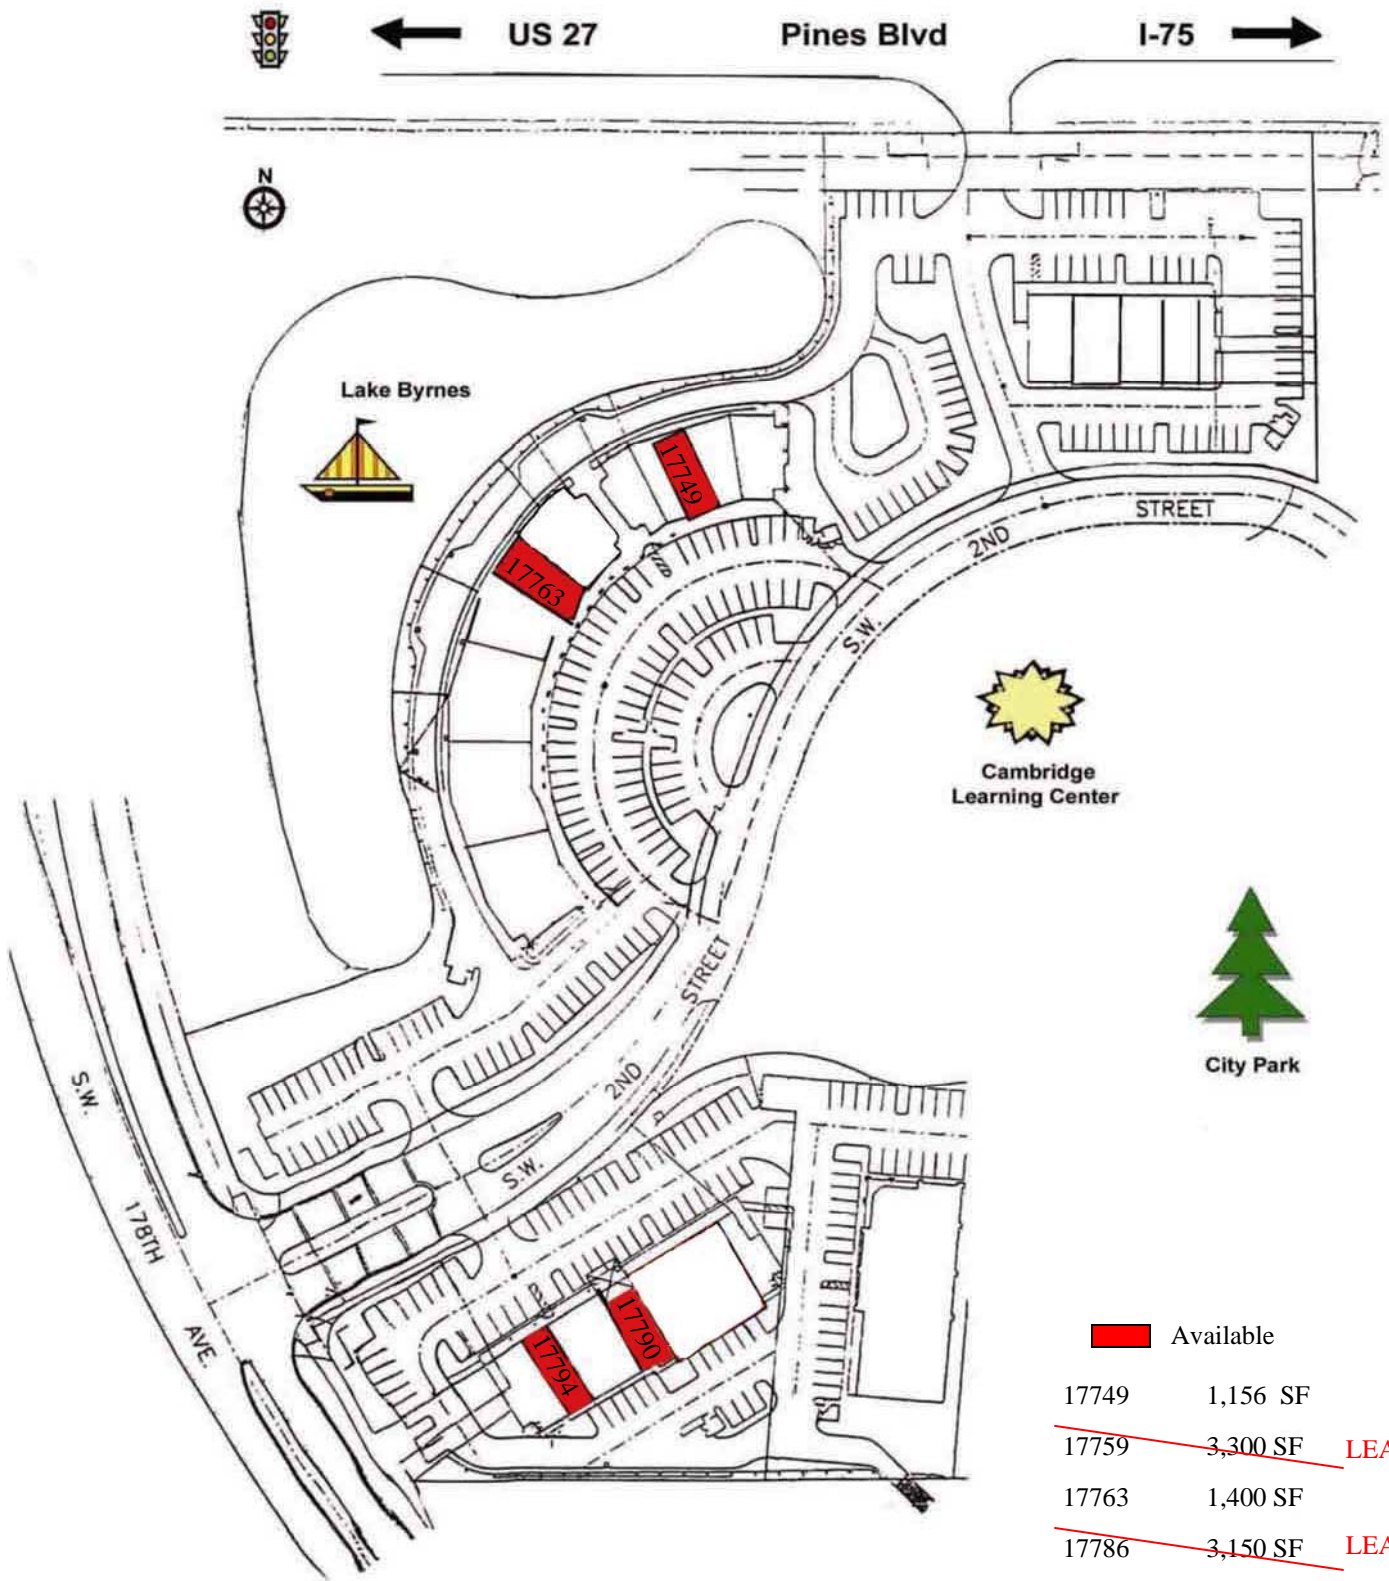 US 27 Pines Blvd I-75
N
Lake Byrnes
17749
17763
S.W. 2ND STREET
Cambridge
Learning Center
City Park
S.W. 2ND STREET
S.W. 178TH AVE.
17790
17794
Available
17749 1,156 SF
17759 3,300 SF LEA
17763 1,400 SF
17786 3,150 SF LEA